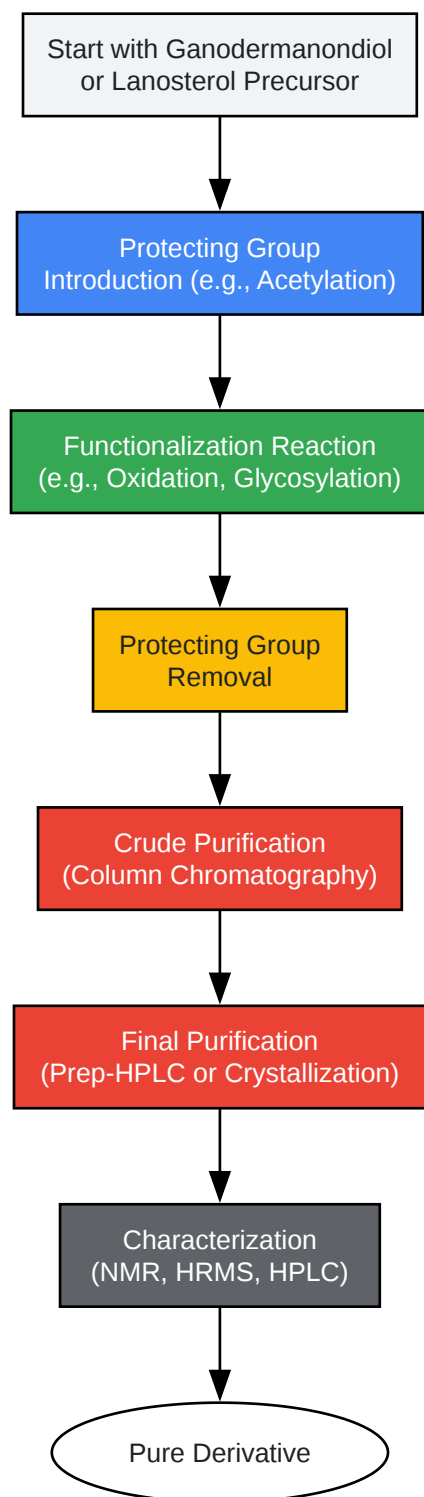 Start with Ganodermanondiol
or Lanosterol Precursor
Protecting Group
Introduction (e.g., Acetylation)
Functionalization Reaction
(e.g., Oxidation, Glycosylation)
Protecting Group
Removal
Crude Purification
(Column Chromatography)
Final Purification
(Prep-HPLC or Crystallization)
Characterization
(NMR, HRMS, HPLC)
Pure Derivative